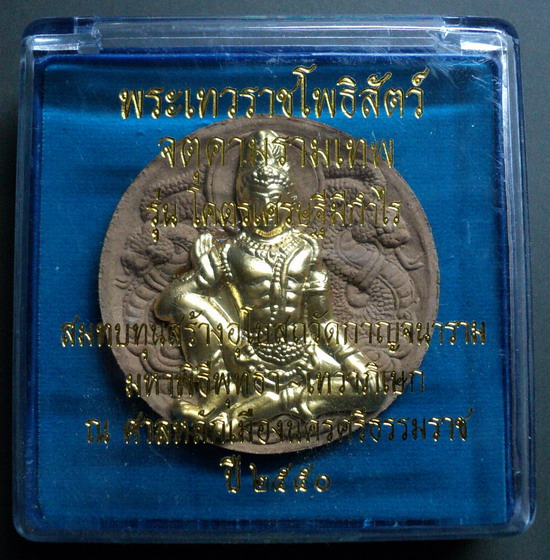 พระเทวราชโพธิสัตว์
จตุคามรามเทพ
รุ่น โคตรเศรษฐีมีกำไร
สมทบทุนสร้างอุโบสถวัดกาญจนาราม
มหาพิธีพุทธา - เทวาภิเษก
ณ ศาลหลักเมืองนครศรีธรรมราช
ปี ๒๕๕๐